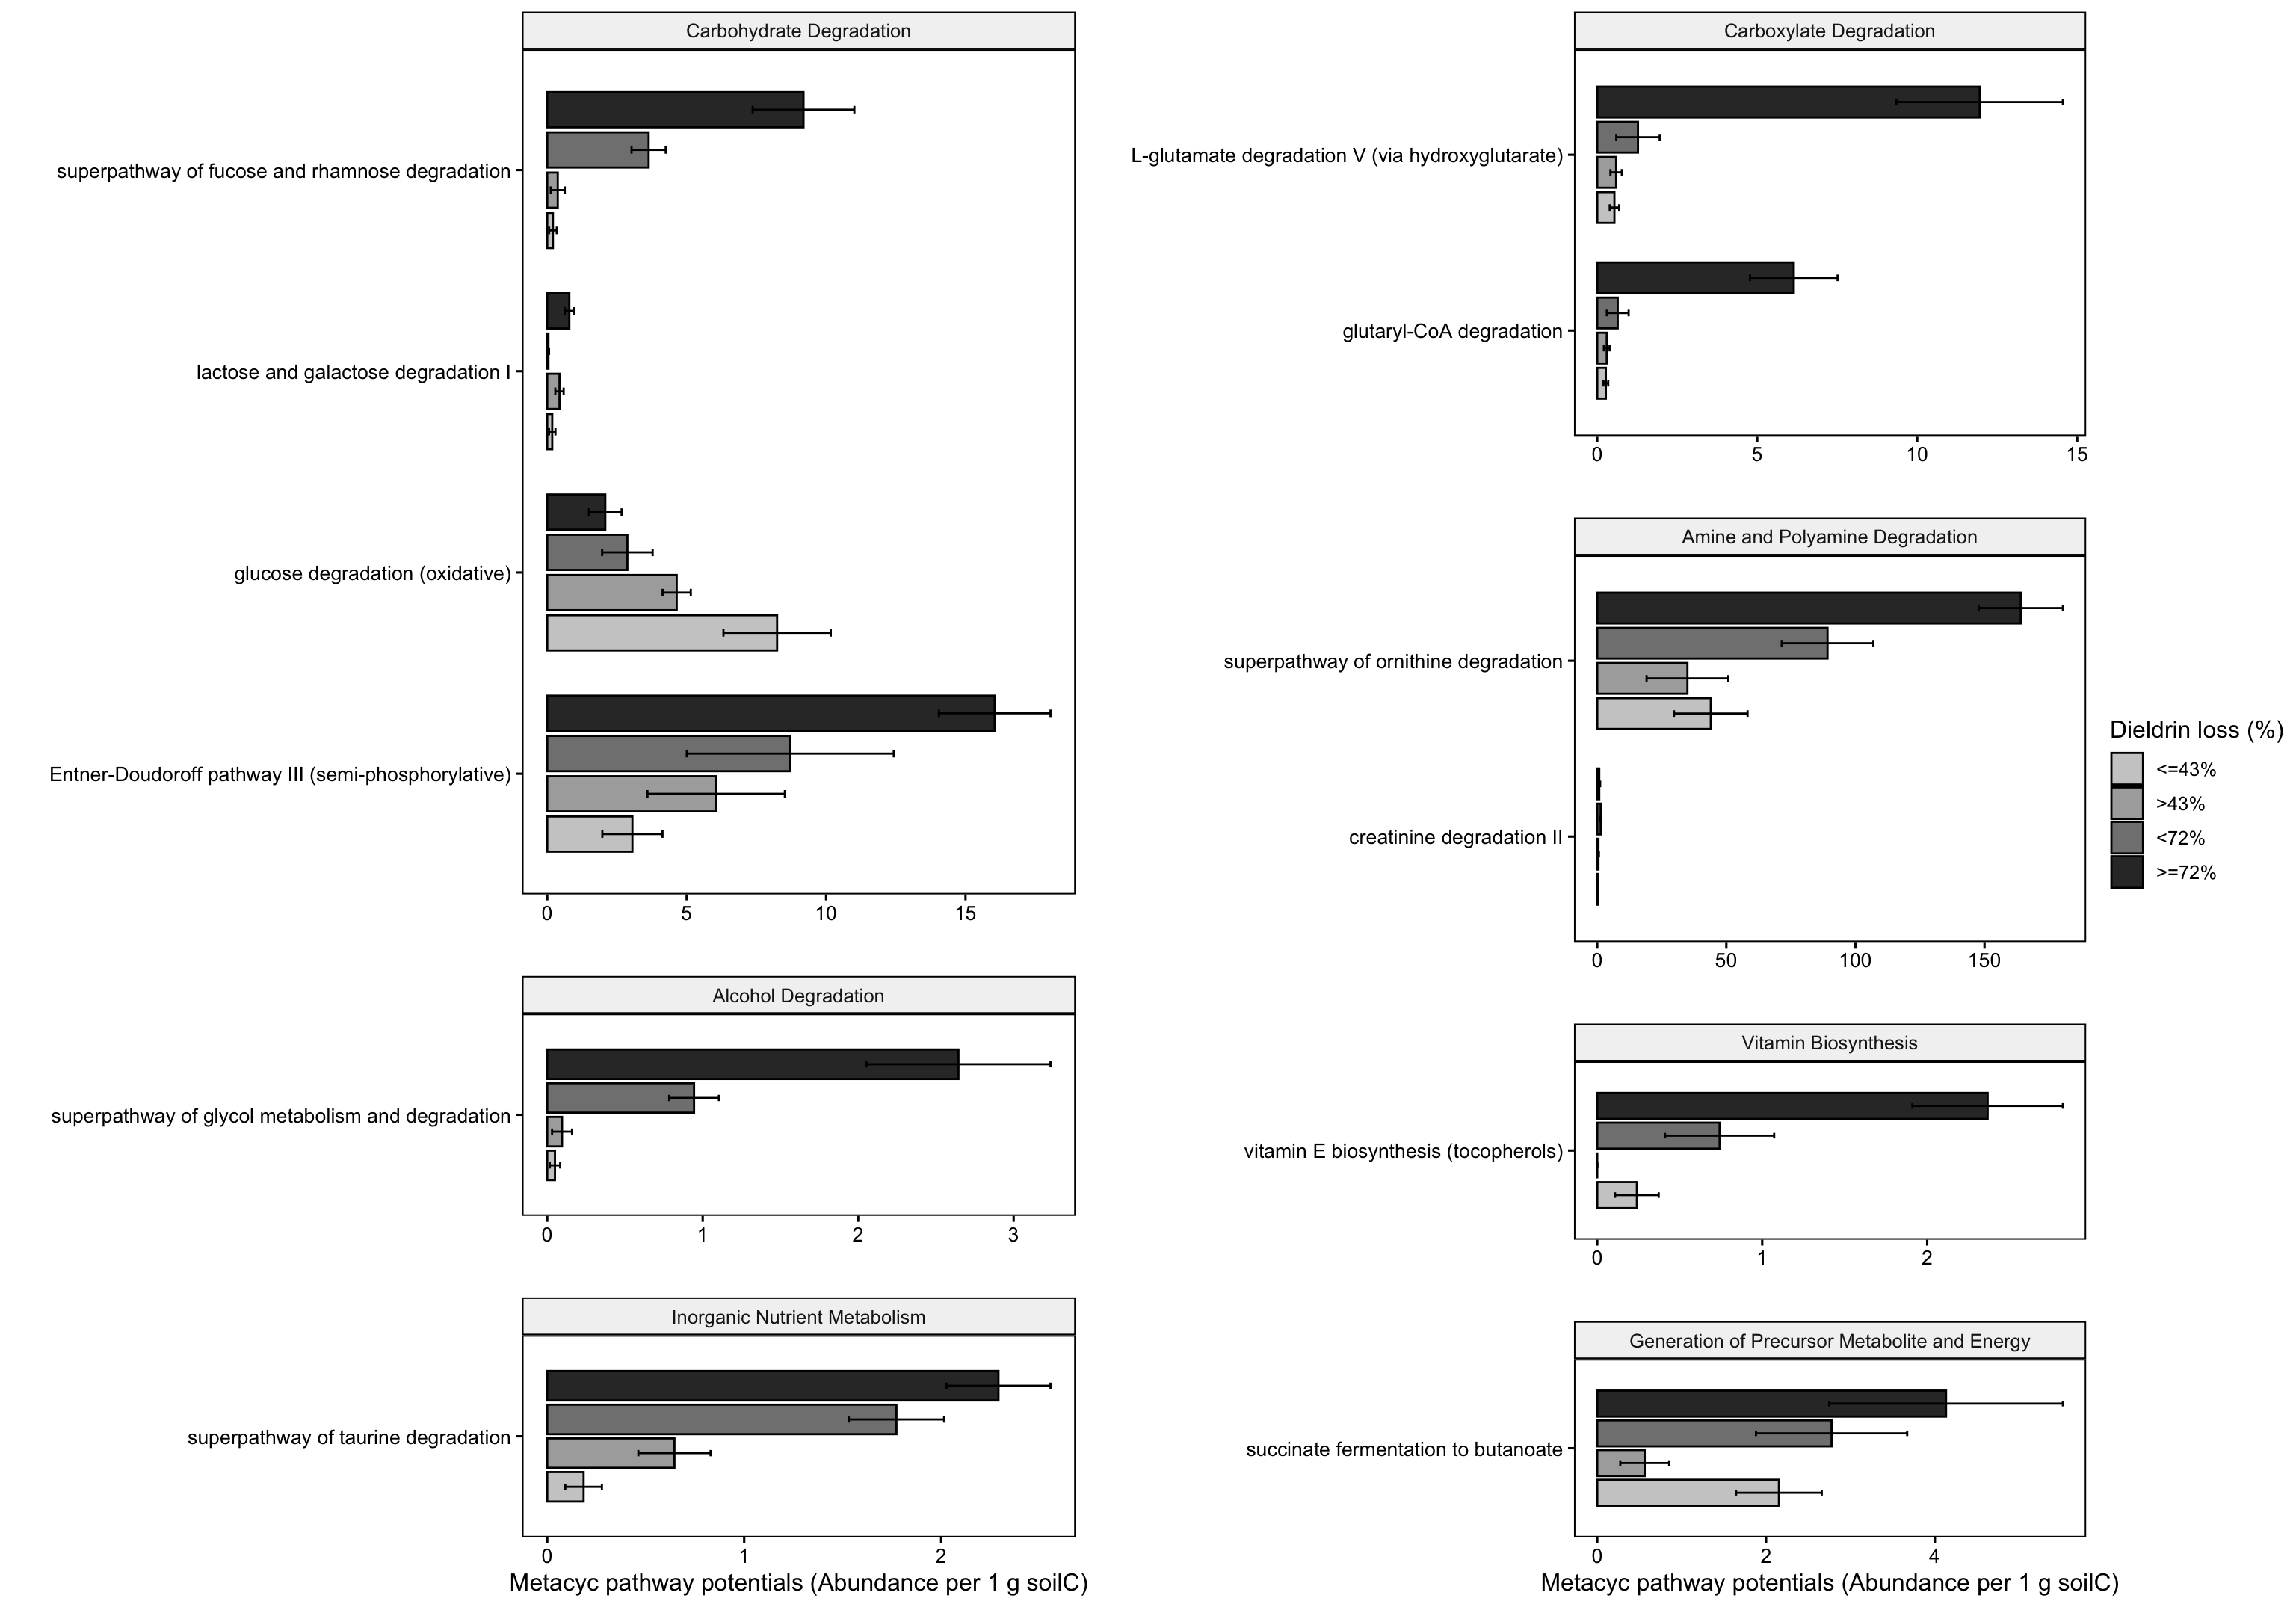 Carbohydrate Degradation
superpathway of fucose and rhamnose degradation
lactose and galactose degradation I
glucose degradation (oxidative)
Entner-Doudoroff pathway III (semi-phosphorylative)
0 5 10 15
Alcohol Degradation
superpathway of glycol metabolism and degradation
0 1 2 3
Inorganic Nutrient Metabolism
superpathway of taurine degradation
0 1 2
Metacyc pathway potentials (Abundance per 1 g soilC)
Carboxylate Degradation
L-glutamate degradation V (via hydroxyglutarate)
glutaryl-CoA degradation
0 5 10 15
Amine and Polyamine Degradation
superpathway of ornithine degradation
creatinine degradation II
0 50 100 150
Vitamin Biosynthesis
vitamin E biosynthesis (tocopherols)
0 1 2
Generation of Precursor Metabolite and Energy
succinate fermentation to butanoate
0 2 4
Metacyc pathway potentials (Abundance per 1 g soilC)
Dieldrin loss (%)
<=43%
>43%
<72%
>=72%